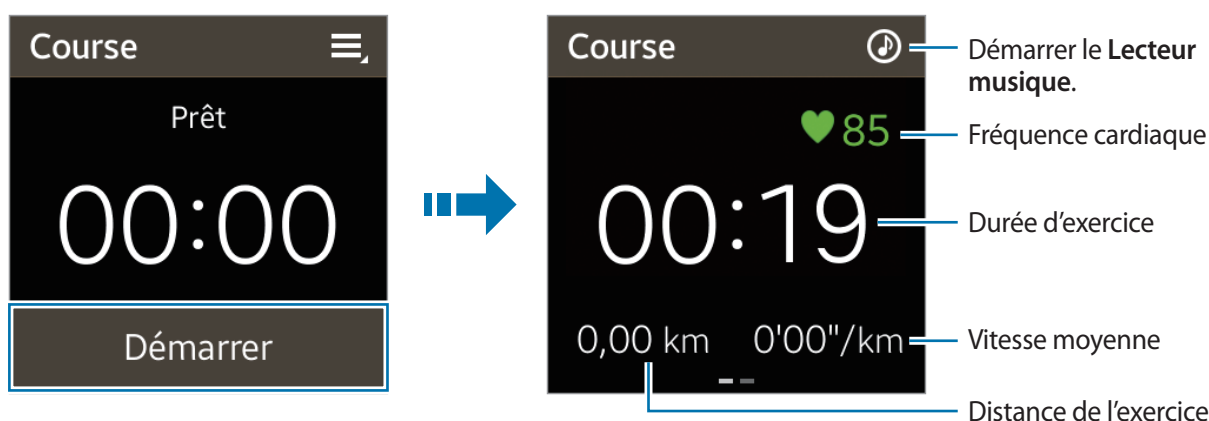 Course
Prêt
00:00
Démarrer
Course
85
00:19
0,00 km 0'00"/km
Démarrer le Lecteur
musique.
Fréquence cardiaque
Durée d’exercice
Vitesse moyenne
Distance de l’exercice